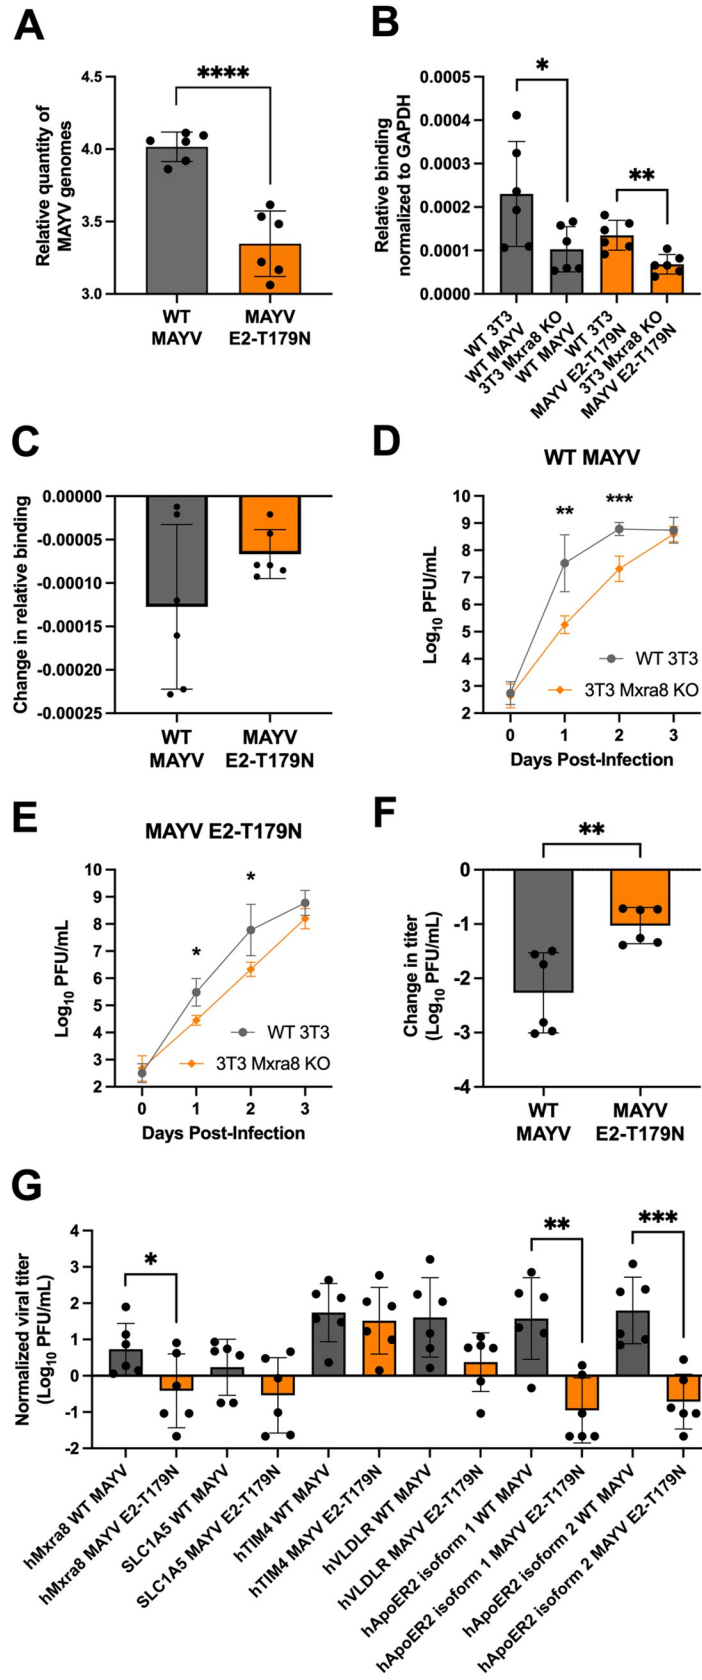 A
Relative quantity of
MAYV genomes
4.5
4.0
3.5
3.0
****
WT
MAYV
MAYV
E2-T179N
B
Relative binding
normalized to GAPDH
0.0005
0.0004
0.0003
0.0002
0.0001
0.0000
*
**
WT 3T3
WT MAYV
3T3 Mxra8 KO
WT MAYV
WT 3T3
MAYV E2-T179N
3T3 Mxra8 KO
MAYV E2-T179N
C
Change in relative binding
0.00000
-0.00005
-0.00010
-0.00015
-0.00020
-0.00025
WT
MAYV
MAYV
E2-T179N
D
WT MAYV
Log10 PFU/mL
10
9
8
7
6
5
4
3
2
**
***
WT 3T3
3T3 Mxra8 KO
0 1 2 3
Days Post-Infection
E
MAYV E2-T179N
Log10 PFU/mL
10
9
8
7
6
5
4
3
2
*
*
WT 3T3
3T3 Mxra8 KO
0 1 2 3
Days Post-Infection
F
Change in titer
(Log10 PFU/mL)
0
-1
-2
-3
-4
**
WT
MAYV
MAYV
E2-T179N
G
Normalized viral titer
(Log10 PFU/mL)
4
3
2
1
0
-1
-2
*
**
***
hMxra8 WT MAYV
hMxra8 MAYV E2-T179N
SLC1A5 WT MAYV
SLC1A5 MAYV E2-T179N
hTIM4 WT MAYV
hTIM4 MAYV E2-T179N
hVLDLR WT MAYV
hVLDLR MAYV E2-T179N
hApoER2 isoform 1 WT MAYV
hApoER2 isoform 1 MAYV E2-T179N
hApoER2 isoform 2 WT MAYV
hApoER2 isoform 2 MAYV E2-T179N